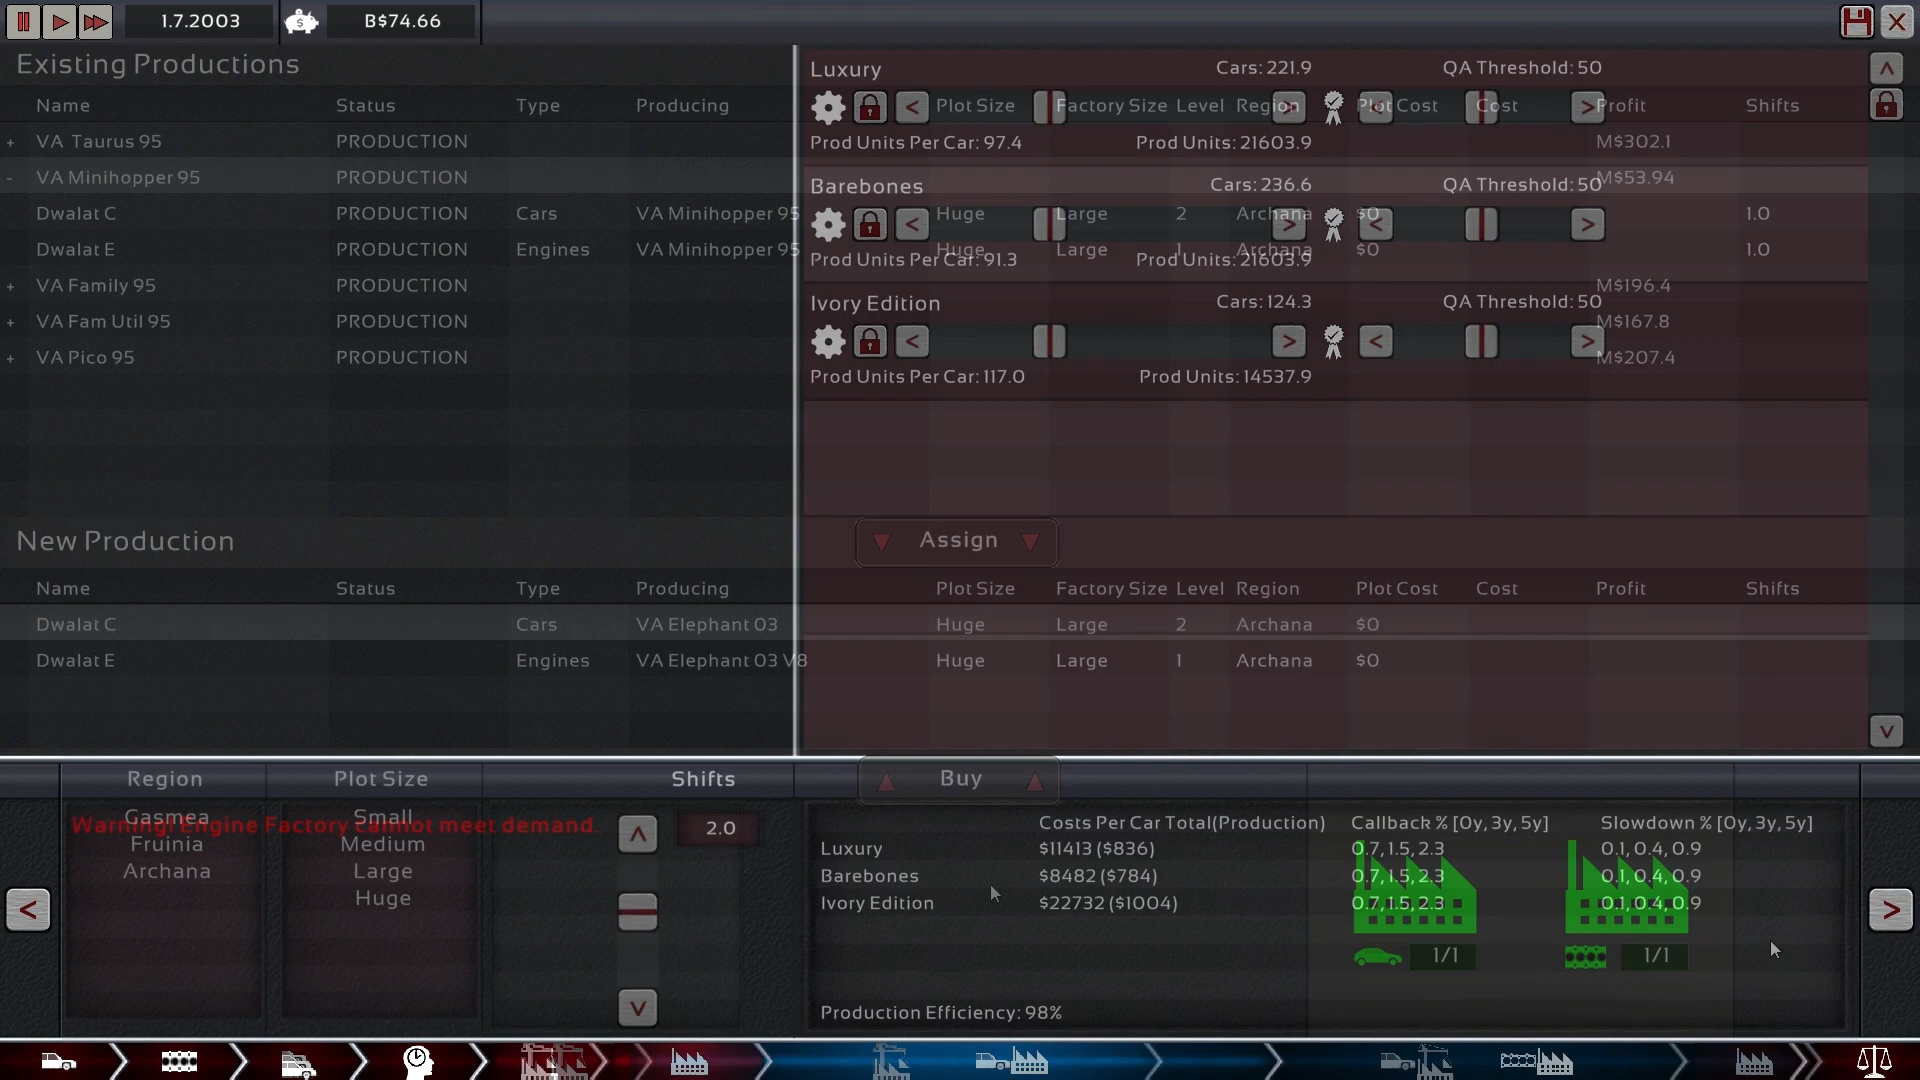 1.7.2003 B$74.66
Existing Productions
Name Status Type Producing Plot Size Factory Size Level Region Plot Cost Cost Profit Shifts
+ VA Taurus 95 PRODUCTION M$302.1
- VA Minihopper 95 PRODUCTION M$53.94
Dwalat C PRODUCTION Cars VA Minihopper 95 Huge Large 2 Archana $0 1.0
Dwalat E PRODUCTION Engines VA Minihopper 95 Huge Large 1 Archana $0 1.0
+ VA Family 95 PRODUCTION M$196.4
+ VA Fam Util 95 PRODUCTION M$167.8
+ VA Pico 95 PRODUCTION M$207.4
Luxury Cars: 221.9 QA Threshold: 50
Prod Units Per Car: 97.4 Prod Units: 21603.9
Barebones Cars: 236.6 QA Threshold: 50
Prod Units Per Car: 91.3 Prod Units: 21603.9
Ivory Edition Cars: 124.3 QA Threshold: 50
Prod Units Per Car: 117.0 Prod Units: 14537.9
New Production Assign
Name Status Type Producing Plot Size Factory Size Level Region Plot Cost Cost Profit Shifts
Dwalat C Cars VA Elephant 03 Huge Large 2 Archana $0
Dwalat E Engines VA Elephant 03 V8 Huge Large 1 Archana $0
Region Plot Size Shifts Buy
Gasmea Small
Fruinia Medium
Archana Large
Huge
Warning! Engine Factory cannot meet demand.
2.0
Costs Per Car Total(Production) Callback % [0y, 3y, 5y] Slowdown % [0y, 3y, 5y]
Luxury $11413 ($836) 0.7, 1.5, 2.3 0.1, 0.4, 0.9
Barebones $8482 ($784) 0.7, 1.5, 2.3 0.1, 0.4, 0.9
Ivory Edition $22732 ($1004) 0.7, 1.5, 2.3 0.1, 0.4, 0.9
1/1 1/1
Production Efficiency: 98%